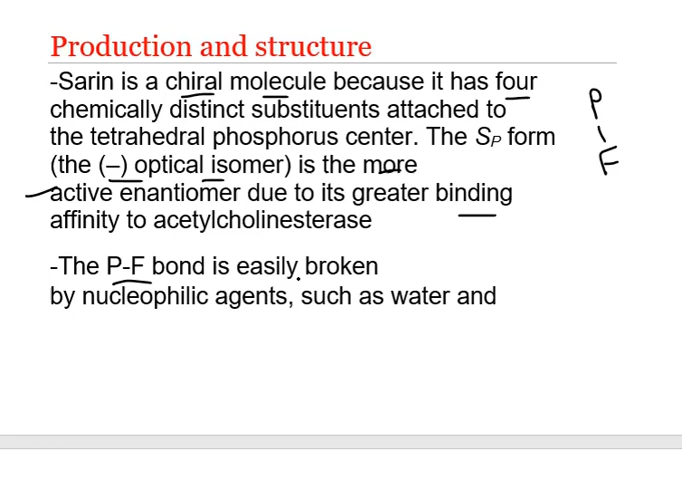 Production and structure
-Sarin is a chiral molecule because it has four
chemically distinct substituents attached to
the tetrahedral phosphorus center. The SP form
(the (–) optical isomer) is the more
active enantiomer due to its greater binding
affinity to acetylcholinesterase
-The P-F bond is easily broken
by nucleophilic agents, such as water and
P
-
F